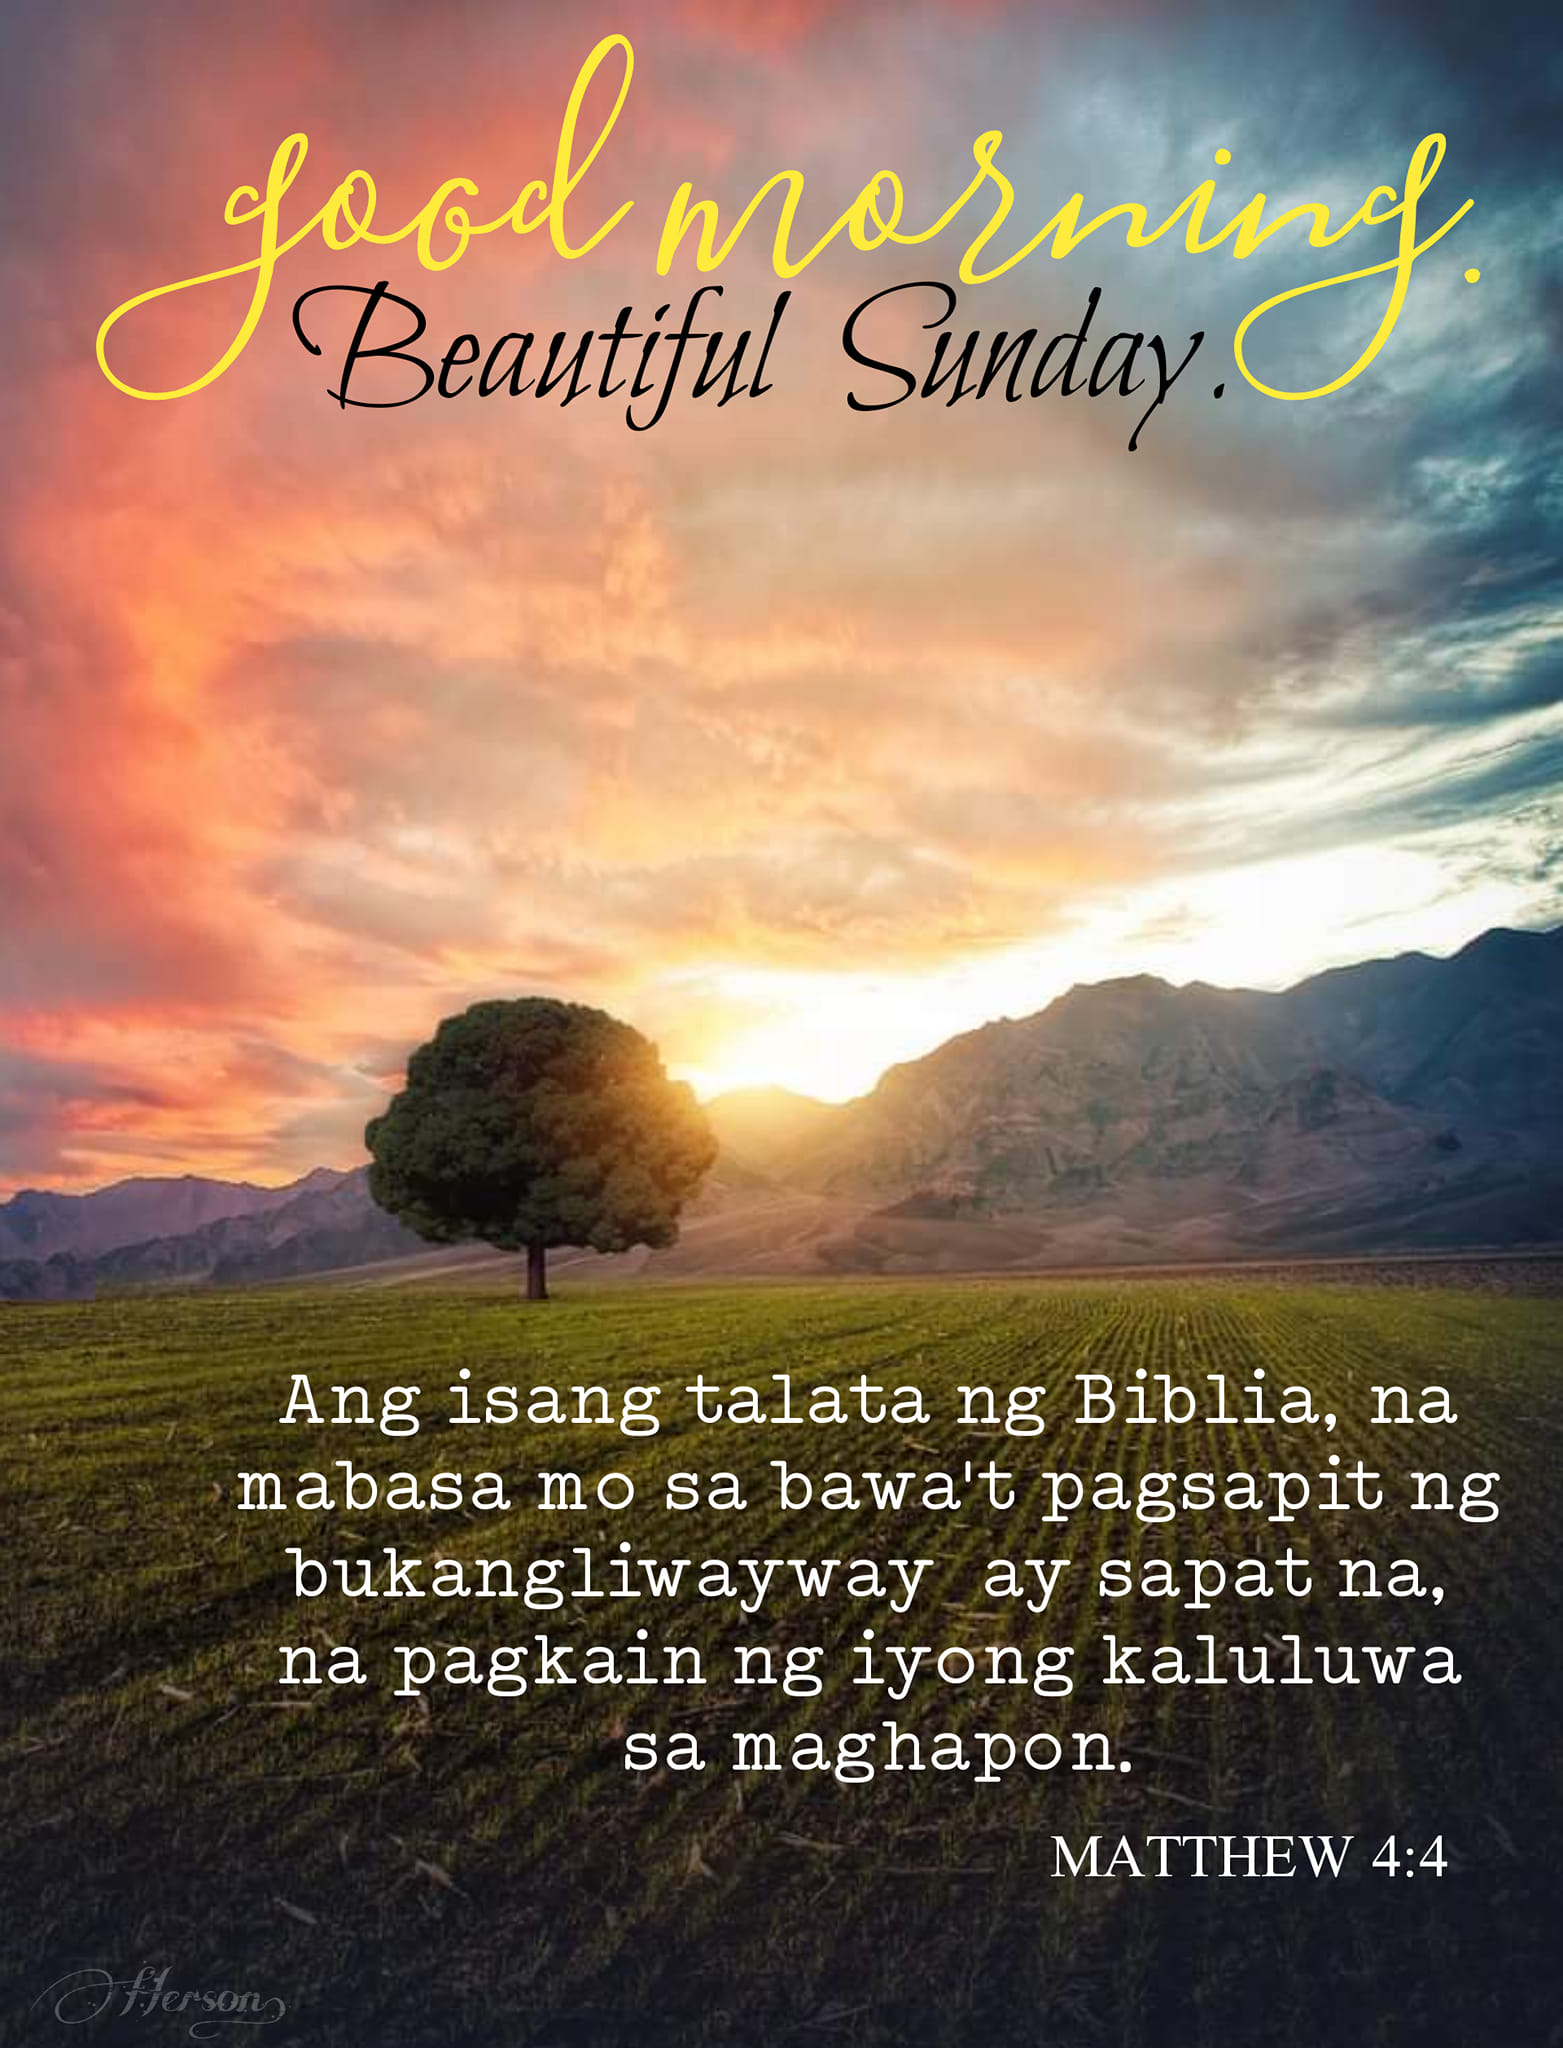 good morning.
Beautiful Sunday.
Ang isang talata ng Biblia, na
mabasa mo sa bawa't pagsapit ng
bukangliwayway ay sapat na,
na pagkain ng iyong kaluluwa
sa maghapon.
MATTHEW 4:4
Herson